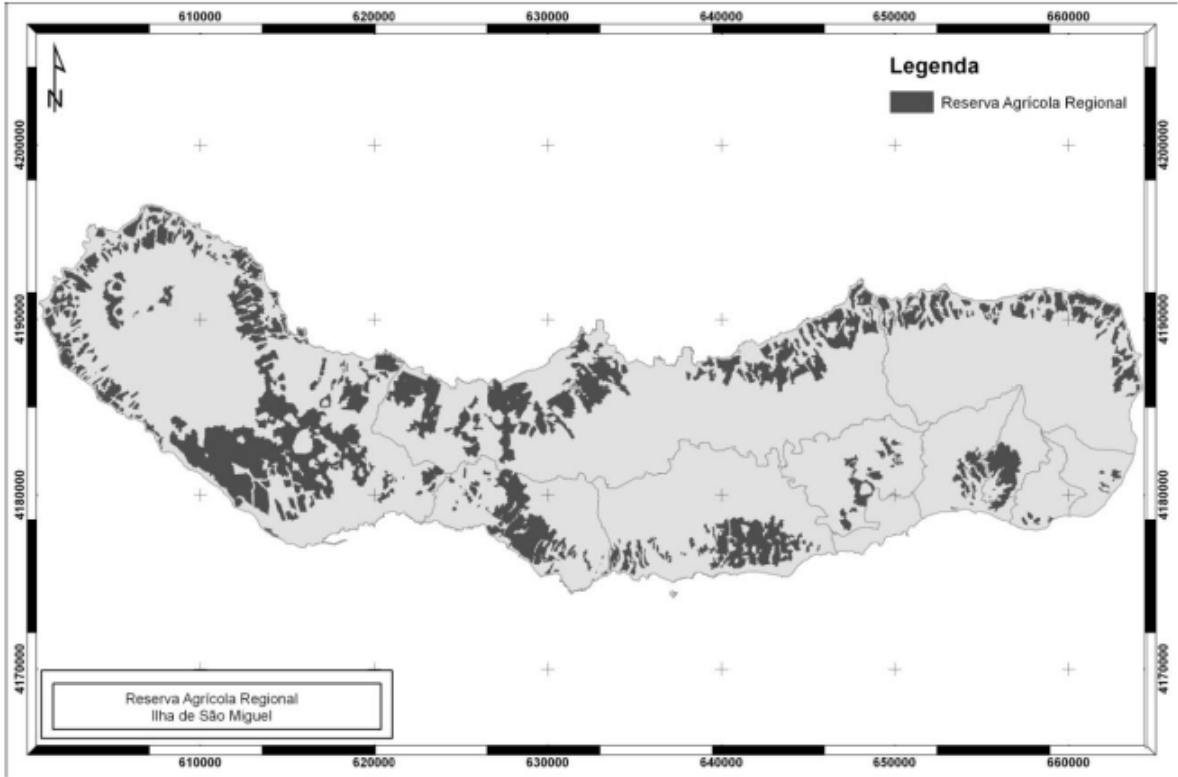 610000 620000 630000 640000 650000 660000
N
Legenda
Reserva Agrícola Regional
4200000 4200000
4190000 4190000
4180000 4180000
4170000 4170000
Reserva Agrícola Regional
Ilha de São Miguel
610000 620000 630000 640000 650000 660000